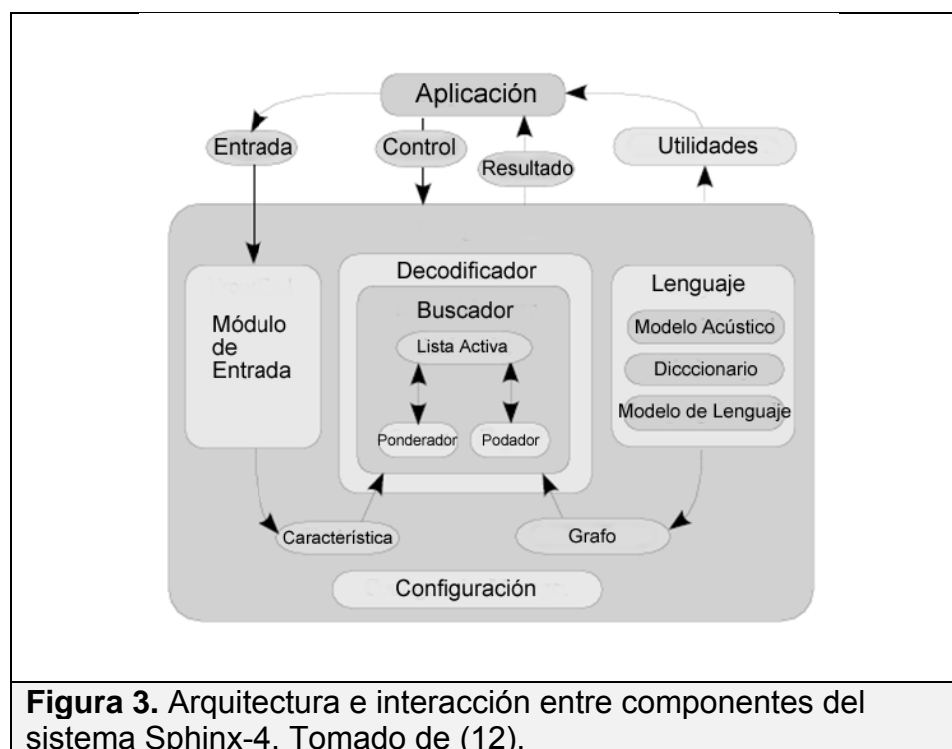 Aplicación
Entrada
Control
Resultado
Utilidades
Módulo
de
Entrada
Decodificador
Buscador
Lista Activa
Ponderador
Podador
Lenguaje
Modelo Acústico
Dicccionario
Modelo de Lenguaje
Característica
Grafo
Configuración
Figura 3. Arquitectura e interacción entre componentes del
sistema Sphinx-4. Tomado de (12).